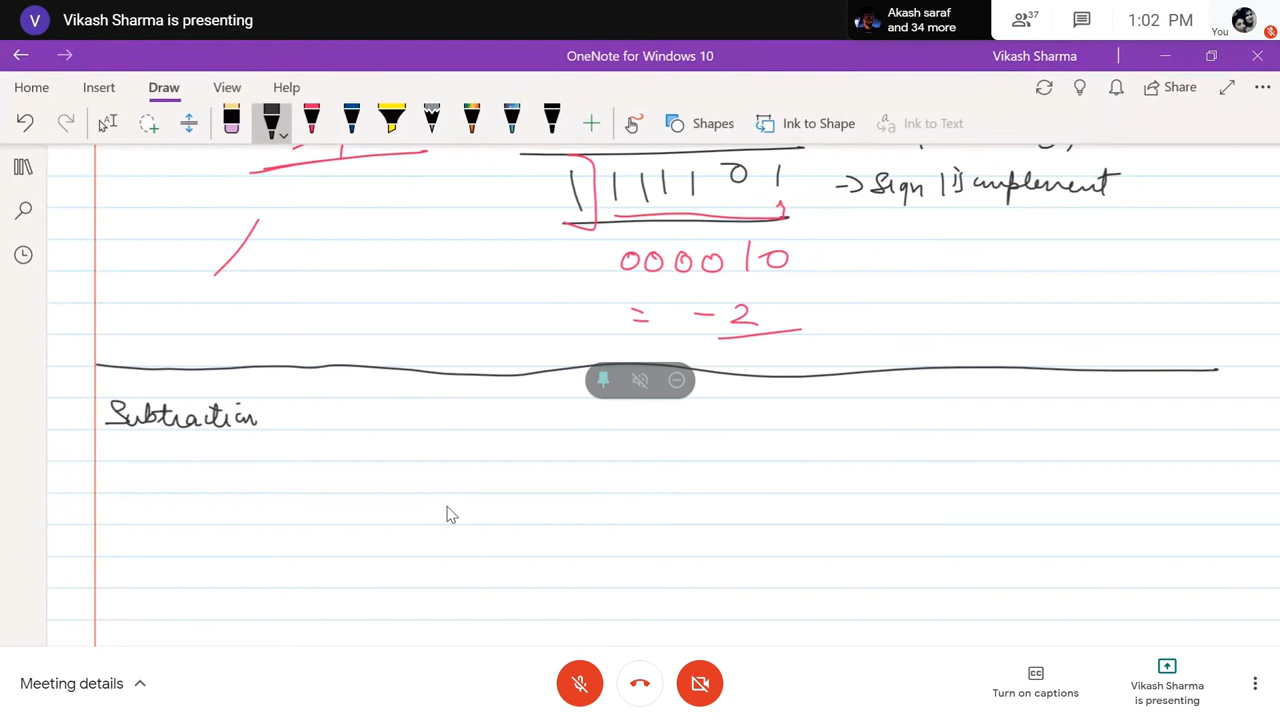 V Vikash Sharma is presenting
Akash saraf
and 34 more
37
1:02 PM
You
OneNote for Windows 10
Vikash Sharma
Home Insert Draw View Help
Share
Shapes
Ink to Shape
Ink to Text
1 1 1 1 1 0 1
→ Sign 1's implement
0 0 0 0 1 0
= - 2
Subtraction
Meeting details
Turn on captions
Vikash Sharma
is presenting